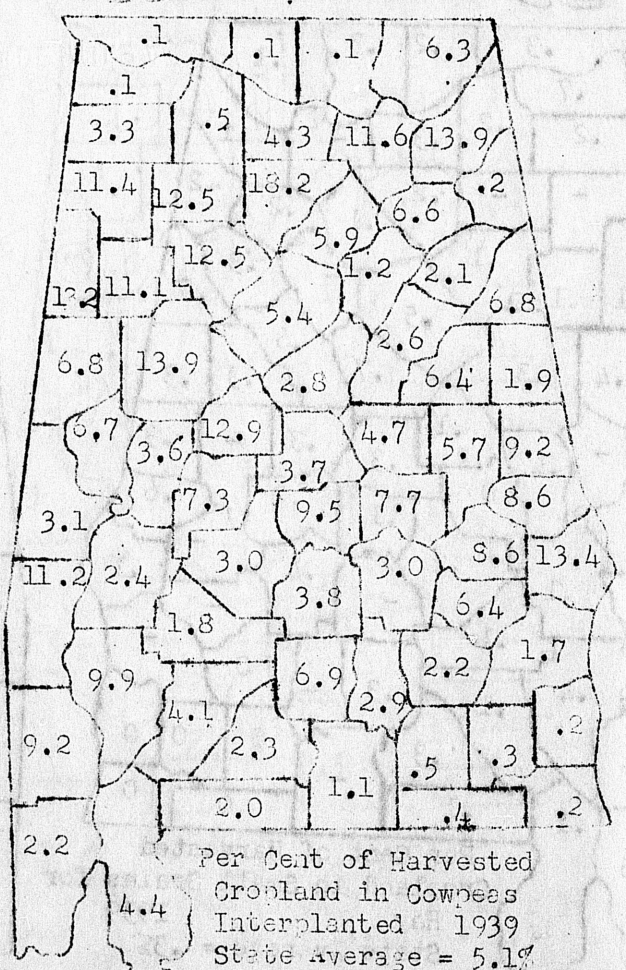 .1 .1 .1 6.3
.1
3.3 .5 4.3 11.6 13.9
11.4 12.5 18.2 6.6 .2
5.9
12.5 1.2 2.1
11.1 6.8
5.4
2.6
6.8 13.9 2.8 6.4 1.9
6.7 3.6 12.9 4.7 5.7 9.2
3.7
7.3 9.5 7.7 8.6
3.1
11.2 2.4 3.0 3.0 8.6 13.4
3.8 6.4
1.8
9.9 6.9 2.2 1.7
4.1 2.9
9.2 2.3 .5 .3 .2
2.0 1.1 .4 .2
2.2
4.4
Per Cent of Harvested
Cropland in Cowpeas
Interplanted 1939
State Average = 5.1%